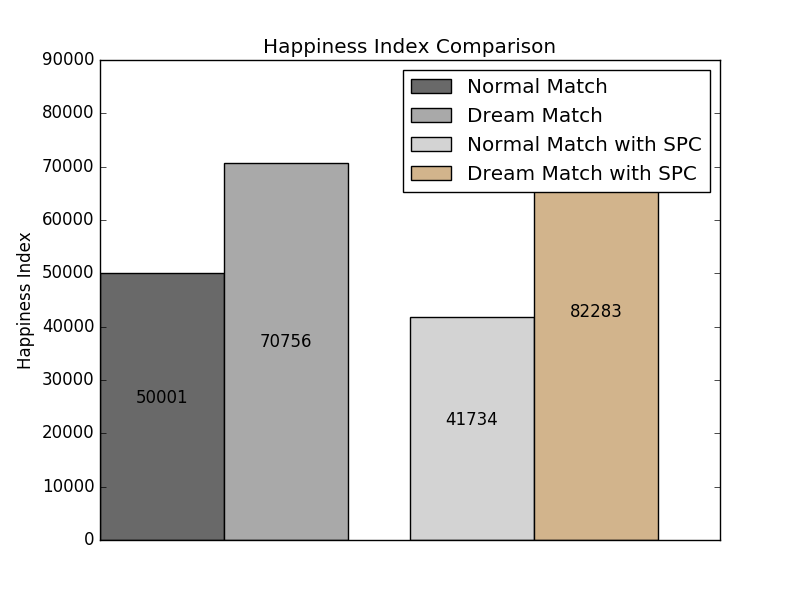 Happiness Index Comparison
90000
80000
70000
60000
50000
40000
30000
20000
10000
0
Happiness Index
Normal Match
Dream Match
Normal Match with SPC
Dream Match with SPC
50001
70756
41734
82283